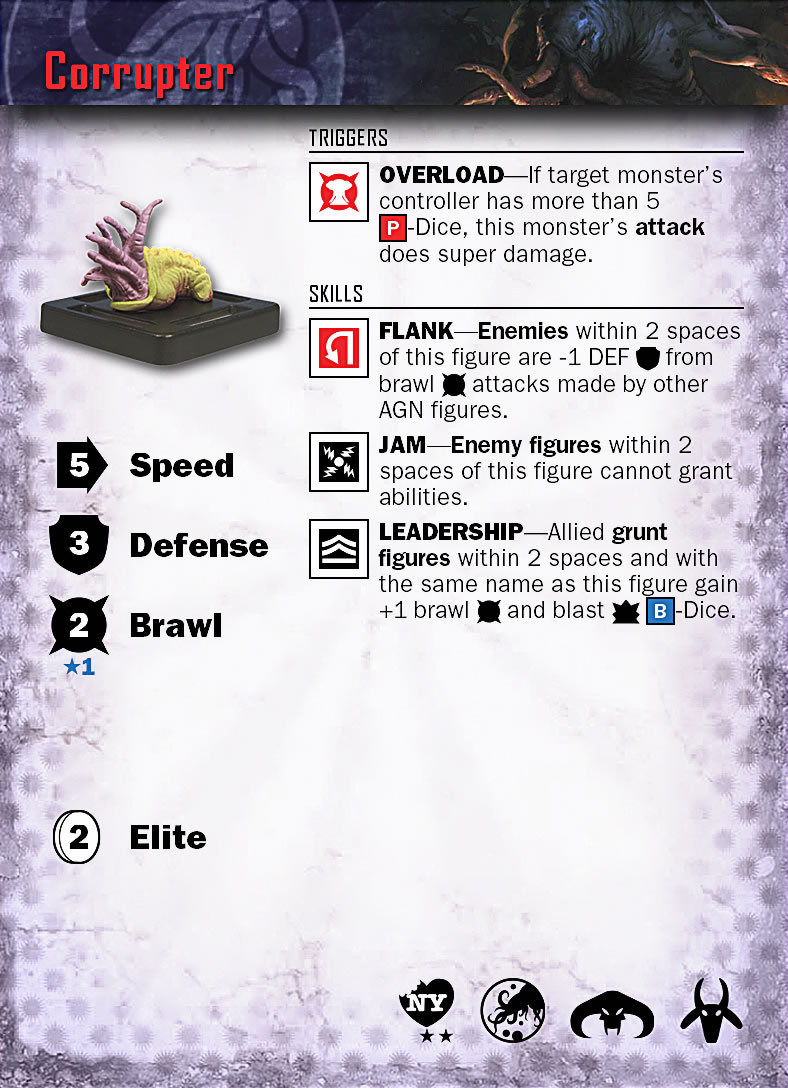 Corrupter
TRIGGERS
OVERLOAD—If target monster's
controller has more than 5
P-Dice, this monster's attack
does super damage.
SKILLS
FLANK—Enemies within 2 spaces
of this figure are -1 DEF from
brawl attacks made by other
AGN figures.
JAM—Enemy figures within 2
spaces of this figure cannot grant
abilities.
LEADERSHIP—Allied grunt
figures within 2 spaces and with
the same name as this figure gain
+1 brawl and blast B-Dice.
5 Speed
3 Defense
2 Brawl
★1
2 Elite
NY
★★